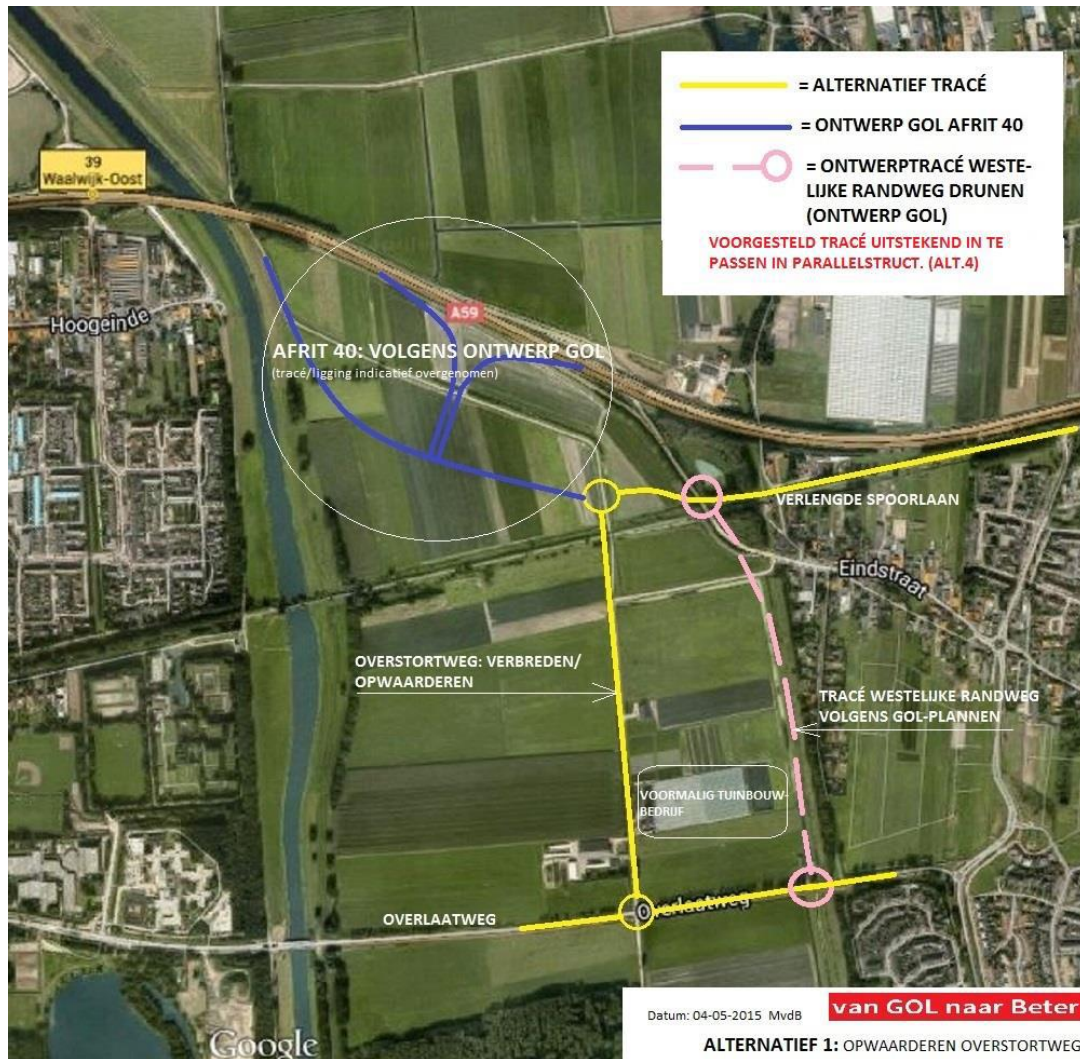 = ALTERNATIEF TRACÉ
= ONTWERP GOL AFRIT 40
= ONTWERPTRACÉ WESTE-
LIJKE RANDWEG DRUNEN
(ONTWERP GOL)
VOORGESTELD TRACÉ UITSTEKEND IN TE
PASSEN IN PARALLELSTRUCT. (ALT.4)
39
Waalwijk-Oost
Hoogeinde
A59
AFRIT 40: VOLGENS ONTWERP GOL
(tracé/ligging indicatief overgenomen)
VERLENGDE SPOORLAAN
Eindstraat
OVERSTORTWEG: VERBREDEN/
OPWAARDEREN
TRACÉ WESTELIJKE RANDWEG
VOLGENS GOL-PLANNEN
VOORMALIG TUINBOUW-
BEDRIJF
OVERLAATWEG
Overlaatweg
Google
Datum: 04-05-2015 MvdB
van GOL naar Beter
ALTERNATIEF 1: OPWAARDEREN OVERSTORTWEG